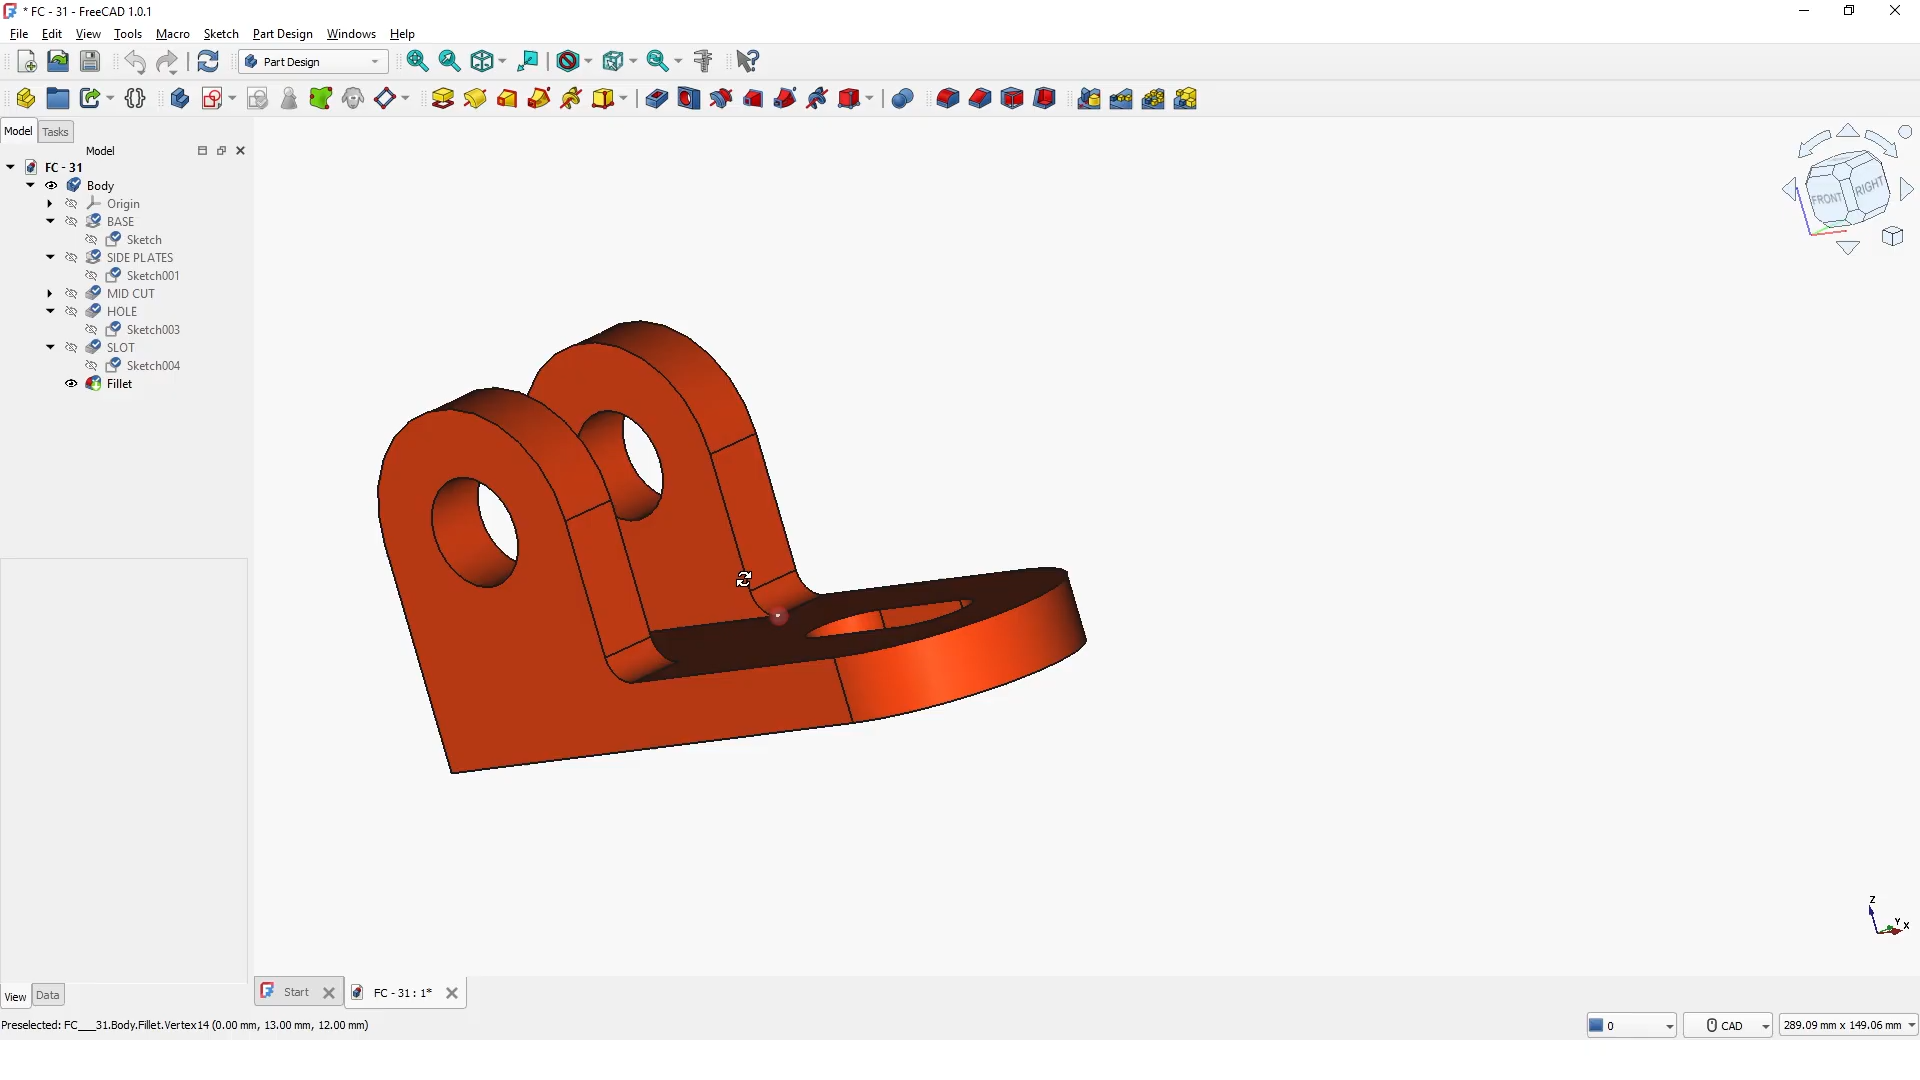 * FC - 31 - FreeCAD 1.0.1
File Edit View Tools Macro Sketch Part Design Windows Help
Part Design
Model Tasks
Model
FC - 31
Body
Origin
BASE
Sketch
SIDE PLATES
Sketch001
MID CUT
HOLE
Sketch003
SLOT
Sketch004
Fillet
FRONT RIGHT
Z
Y
X
View Data
Start
FC - 31 : 1*
Preselected: FC___31.Body.Fillet.Vertex14 (0.00 mm, 13.00 mm, 12.00 mm)
0
CAD
289.09 mm x 149.06 mm